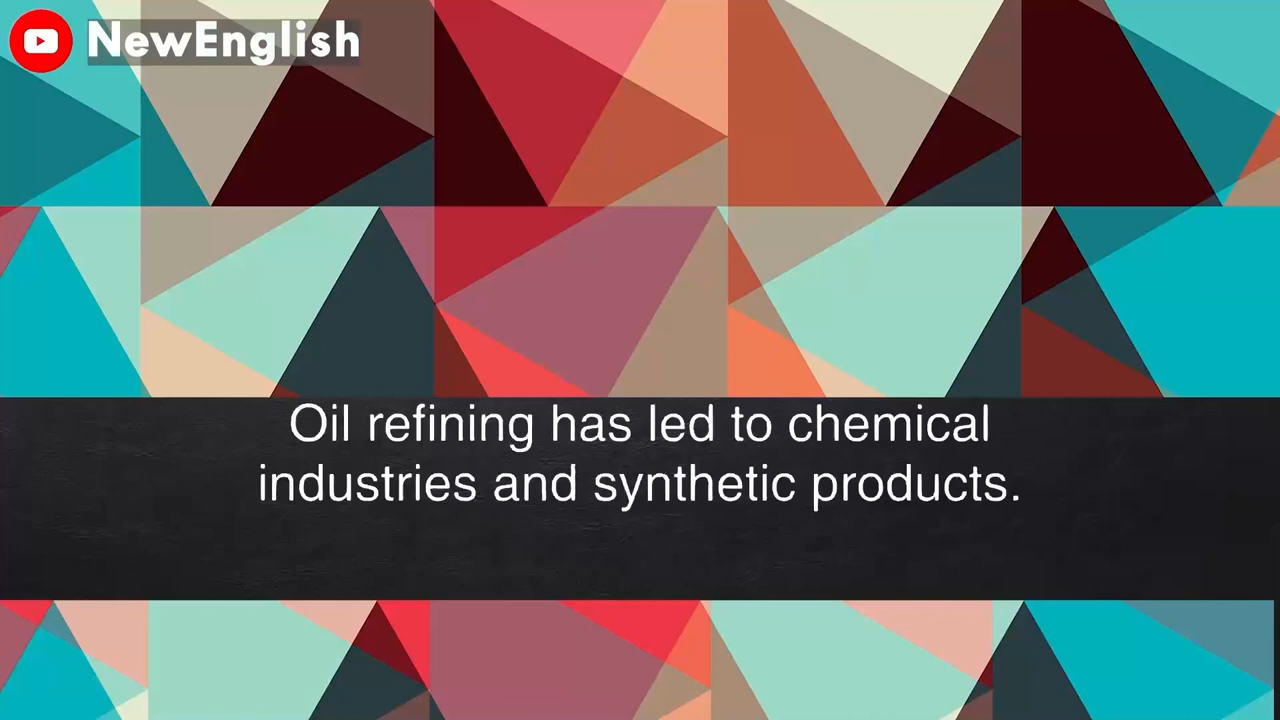 NewEnglish
Oil refining has led to chemical
industries and synthetic products.